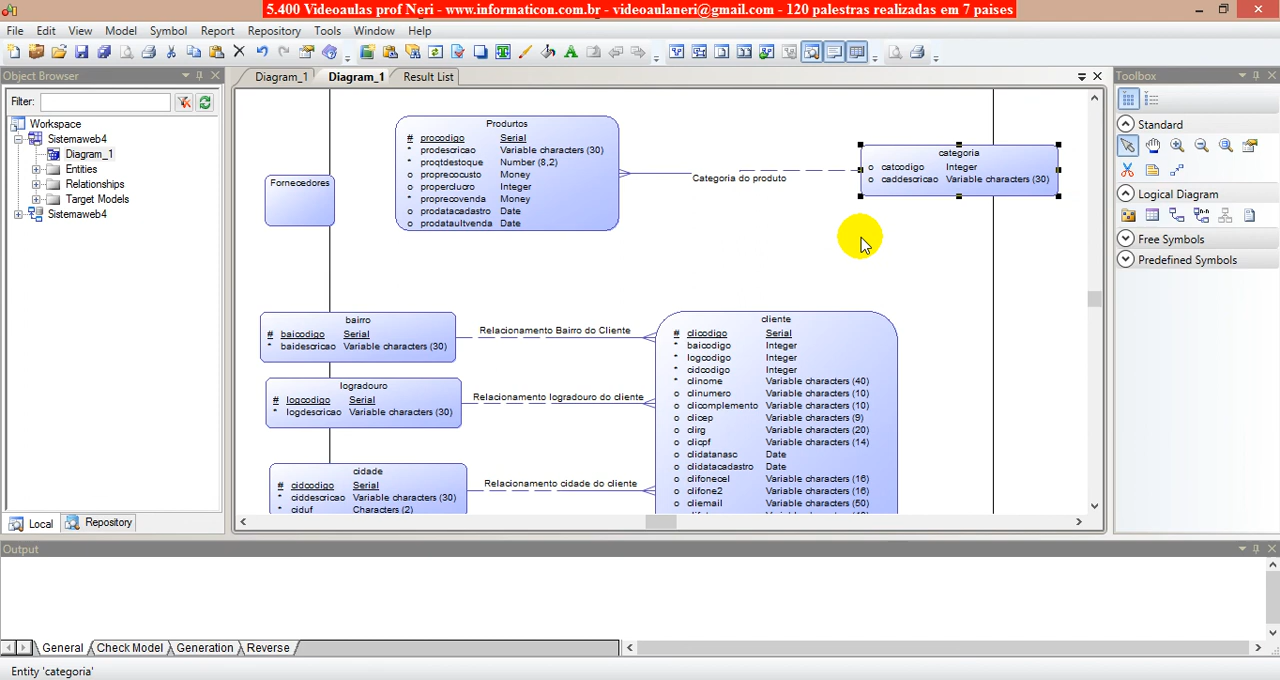 5.400 Videoaulas prof Neri - www.informaticon.com.br - videoaulaneri@gmail.com - 120 palestras realizadas em 7 paises
File Edit View Model Symbol Report Repository Tools Window Help
Object Browser
Filter:
Workspace
Sistemaweb4
Diagram_1
Entities
Relationships
Target Models
Sistemaweb4
Local Repository
Diagram_1 Diagram_1 Result List
Produrtos
# procodigo Serial
* prodescricao Variable characters (30)
* proqtdestoque Number (8,2)
o proprecocusto Money
o properclucro Integer
* proprecovenda Money
o prodatacadastro Date
o prodataultvenda Date
Fornecedores
Categoria do produto
categoria
o catcodigo Integer
o caddescricao Variable characters (30)
bairro
# baicodigo Serial
* baidescricao Variable characters (30)
Relacionamento Bairro do Cliente
logradouro
# logcodigo Serial
* logdescricao Variable characters (30)
Relacionamento logradouro do cliente
cidade
# cidcodigo Serial
* ciddescricao Variable characters (30)
* ciduf Characters (2)
Relacionamento cidade do cliente
cliente
# clicodigo Serial
* baicodigo Integer
* logcodigo Integer
* cidcodigo Integer
* clinome Variable characters (40)
o clinumero Variable characters (10)
o clicomplemento Variable characters (10)
o clicep Variable characters (9)
o clirg Variable characters (20)
o clicpf Variable characters (14)
o clidatanasc Date
o clidatacadastro Date
o clifonecel Variable characters (16)
o clifone2 Variable characters (16)
o cliemail Variable characters (50)
Toolbox
Standard
Logical Diagram
Free Symbols
Predefined Symbols
Output
General Check Model Generation Reverse
Entity 'categoria'